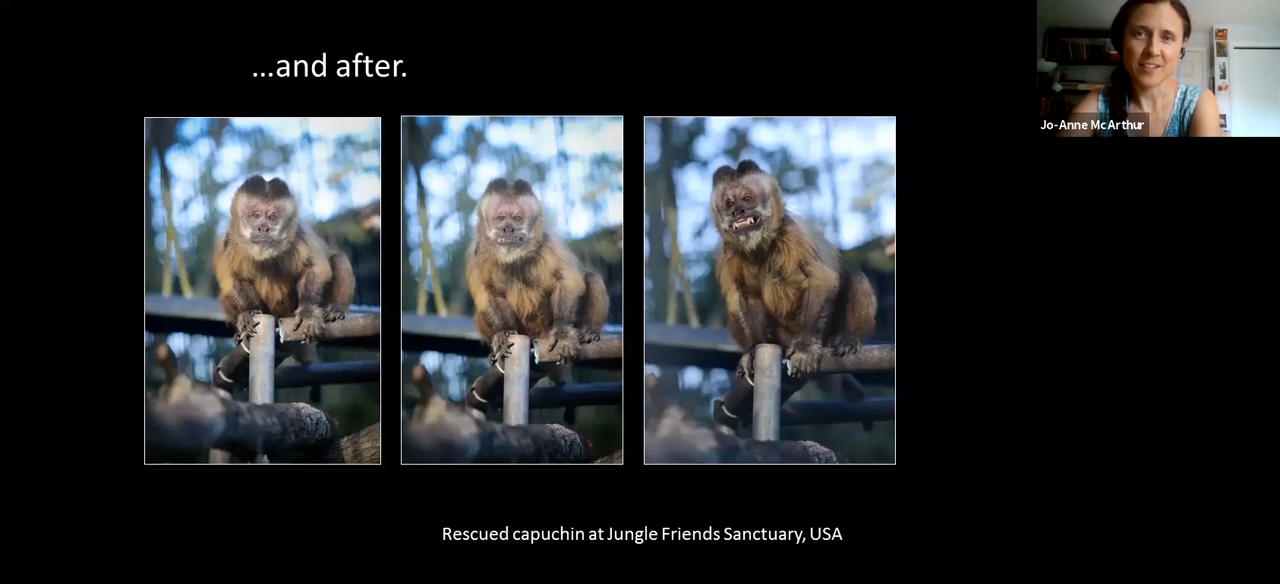 ...and after.
Jo-Anne McArthur
Rescued capuchin at Jungle Friends Sanctuary, USA